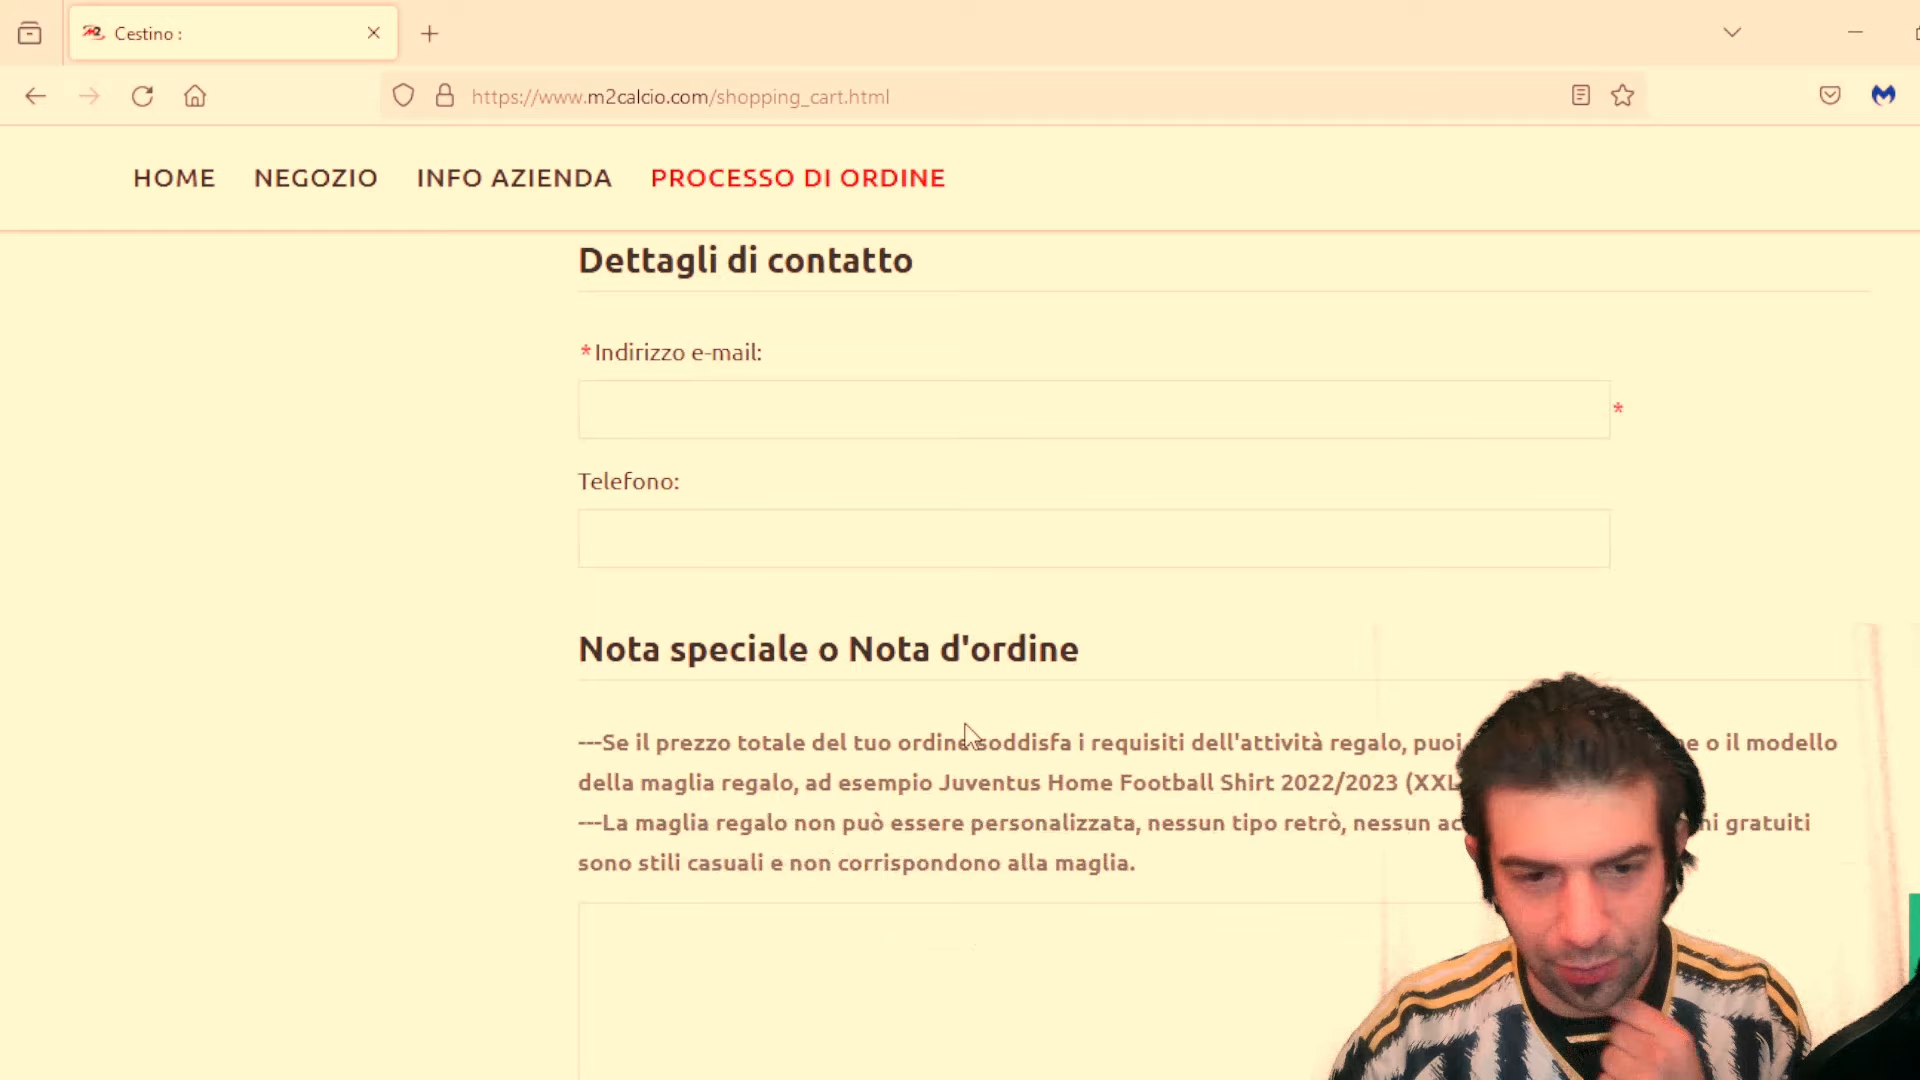 Cestino :
https://www.m2calcio.com/shopping_cart.html
HOME NEGOZIO INFO AZIENDA PROCESSO DI ORDINE
Dettagli di contatto
*Indirizzo e-mail:
*
Telefono:
Nota speciale o Nota d'ordine
---Se il prezzo totale del tuo ordine soddisfa i requisiti dell'attività regalo, puoi o il modello
della maglia regalo, ad esempio Juventus Home Football Shirt 2022/2023 (XXL
---La maglia regalo non può essere personalizzata, nessun tipo retrò, nessun gratuiti
sono stili casuali e non corrispondono alla maglia.